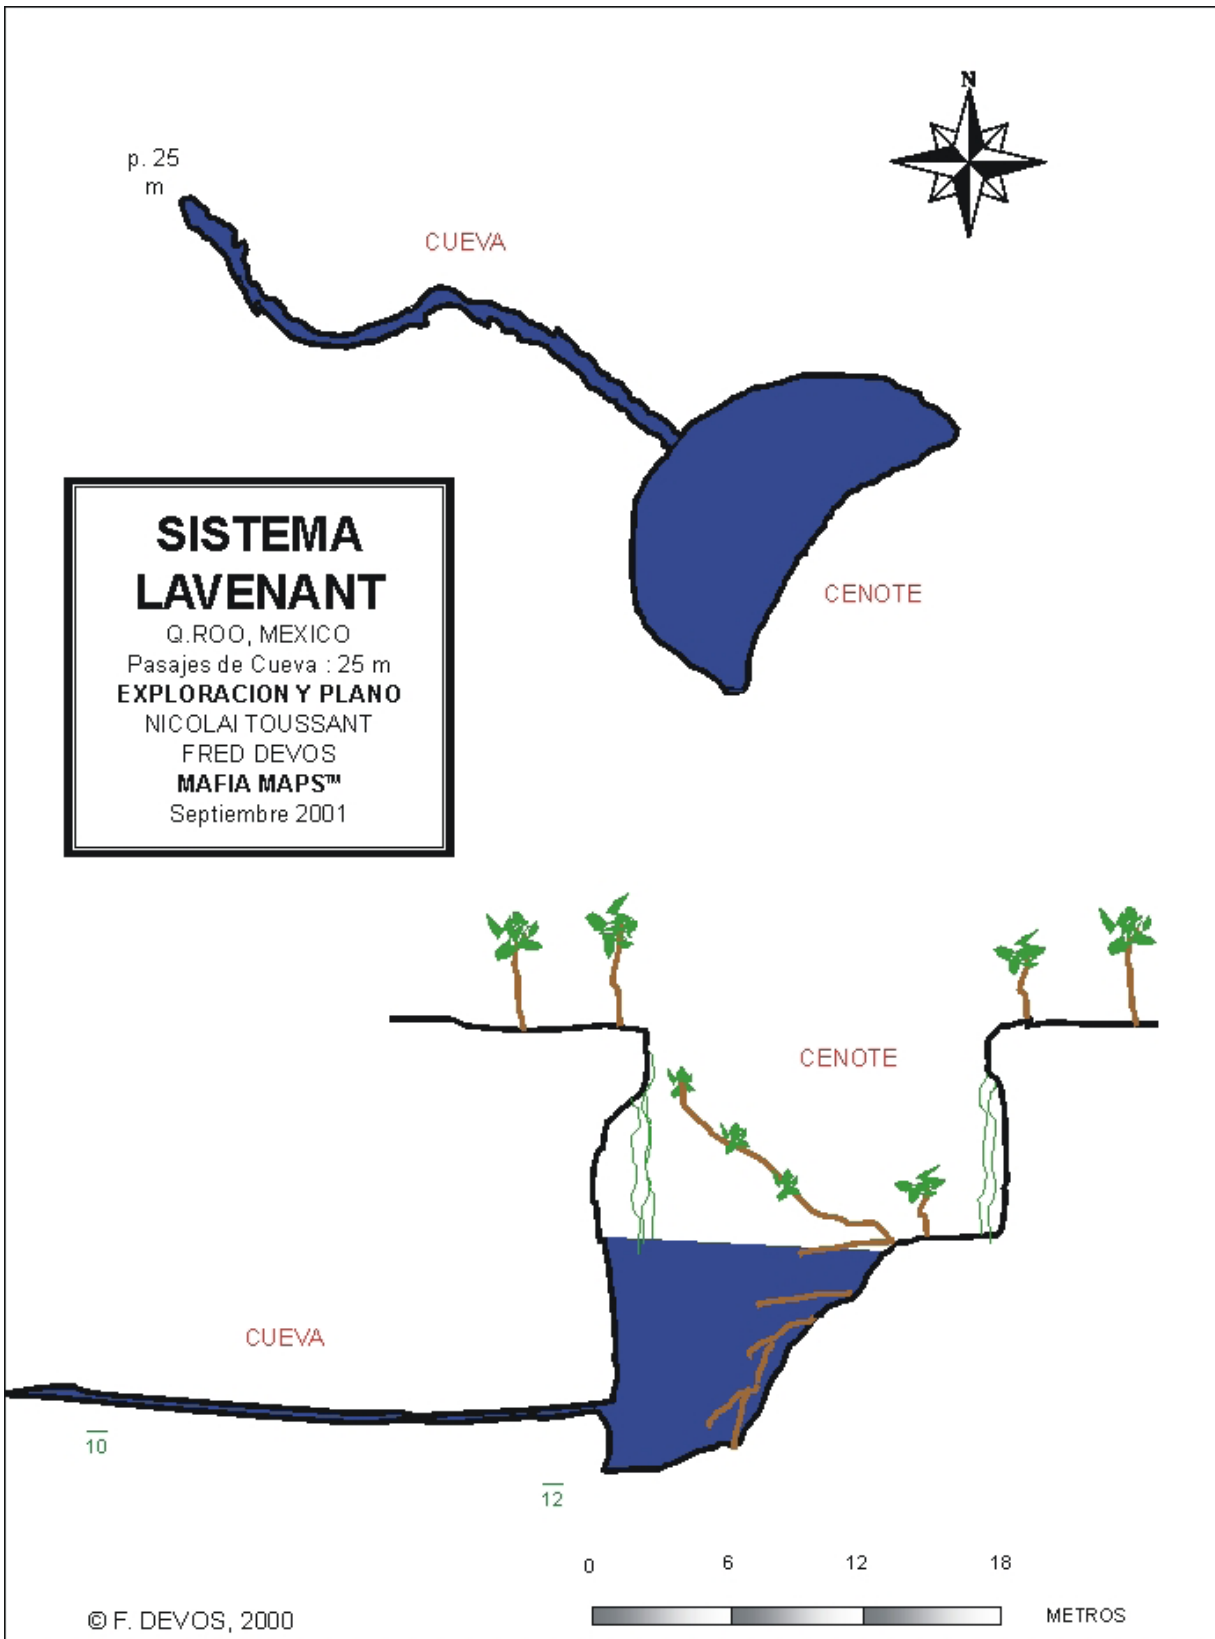 N
p. 25
m
CUEVA
CENOTE
SISTEMA
LAVENANT
Q.ROO, MEXICO
Pasajes de Cueva : 25 m
EXPLORACION Y PLANO
NICOLAI TOUSSANT
FRED DEVOS
MAFIA MAPS™
Septiembre 2001
CENOTE
CUEVA
10
12
0 6 12 18
METROS
© F. DEVOS, 2000